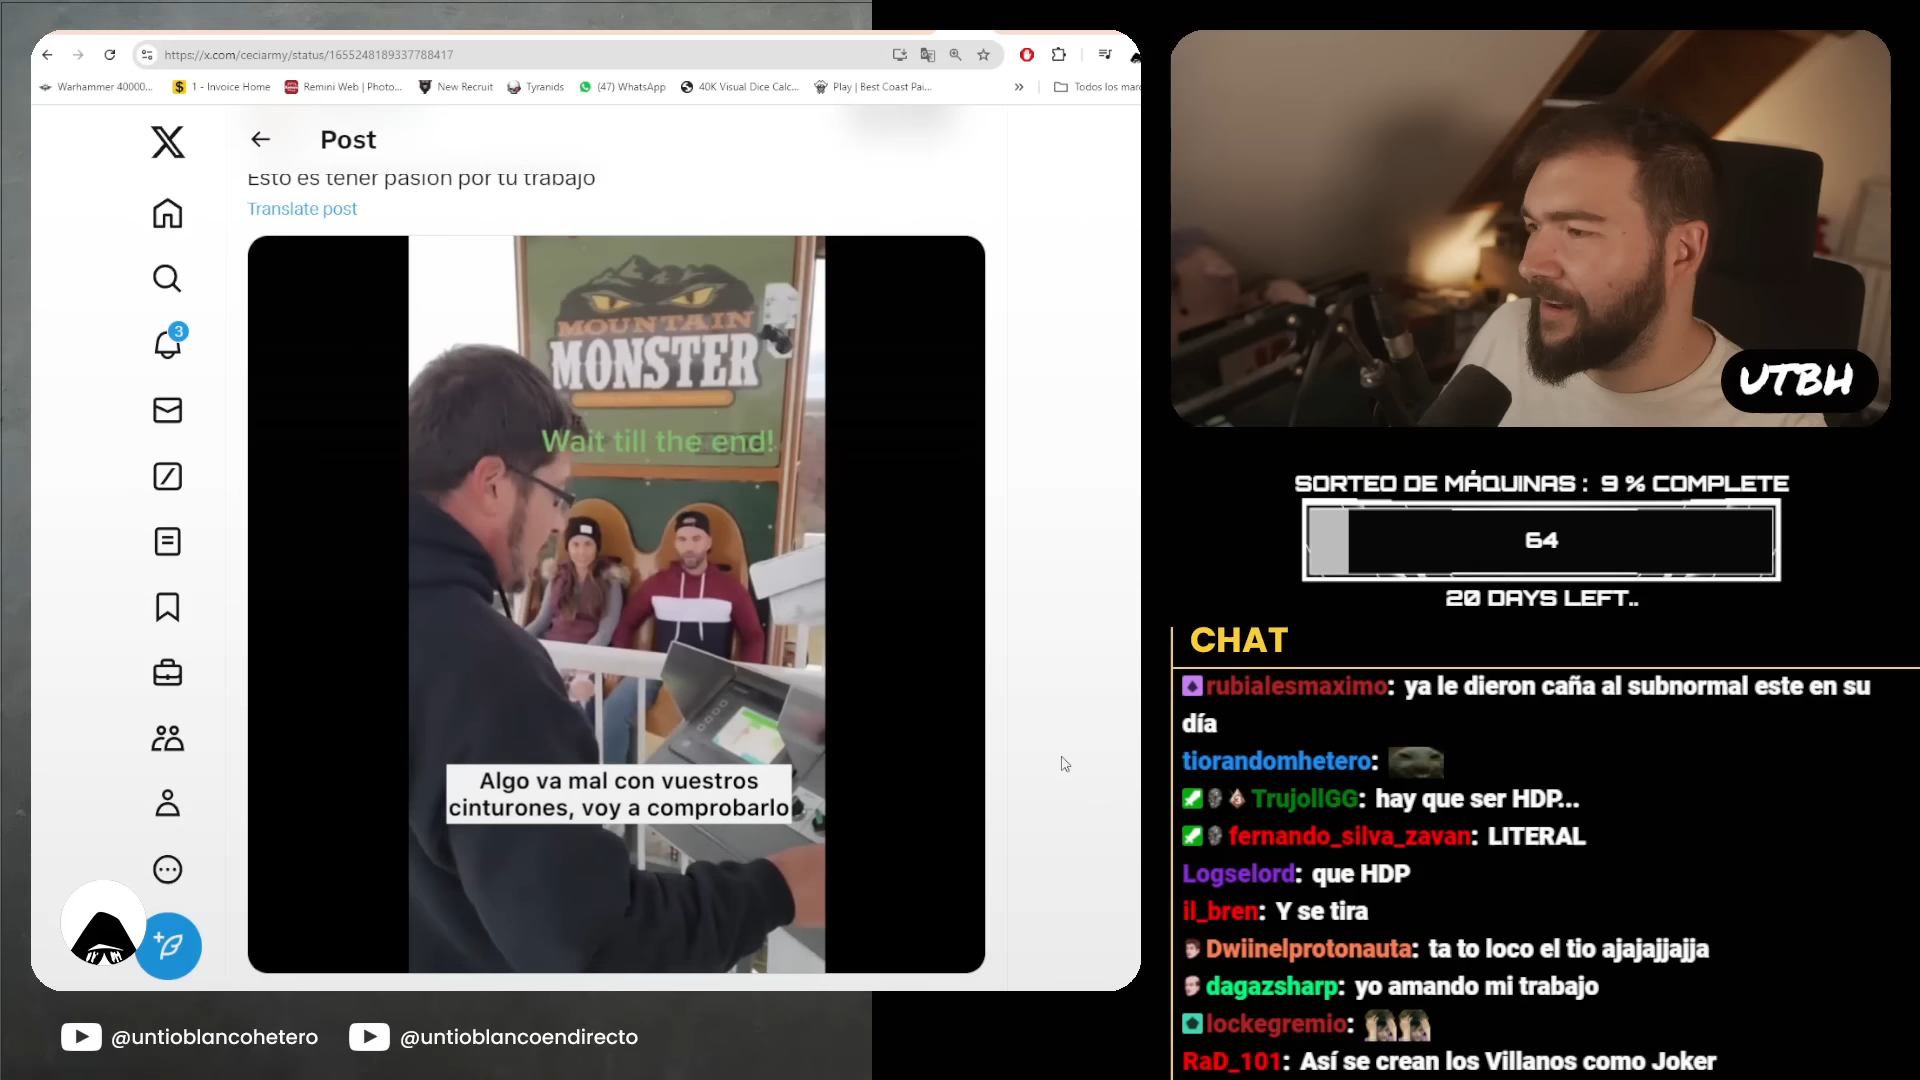 https://x.com/ceciarmy/status/1655248189337788417
Warhammer 40000...
1 - Invoice Home
Remini Web | Photo...
New Recruit
Tyranids
(47) WhatsApp
40K Visual Dice Calc...
Play | Best Coast Pai...
»
Todos los marc
Post
Esto es tener pasión por tu trabajo
Translate post
3
MOUNTAIN
MONSTER
Wait till the end!
Algo va mal con vuestros
cinturones, voy a comprobarlo
@untioblancohetero
@untioblancoendirecto
UTBH
SORTEO DE MÁQUINAS : 9 % COMPLETE
64
20 DAYS LEFT..
CHAT
rubialesmaximo: ya le dieron caña al subnormal este en su
día
tiorandomhetero:
TrujollGG: hay que ser HDP...
fernando_silva_zavan: LITERAL
Logselord: que HDP
il_bren: Y se tira
Dwiinelprotonauta: ta to loco el tio ajajajjajja
dagazsharp: yo amando mi trabajo
lockegremio:
RaD_101: Así se crean los Villanos como Joker